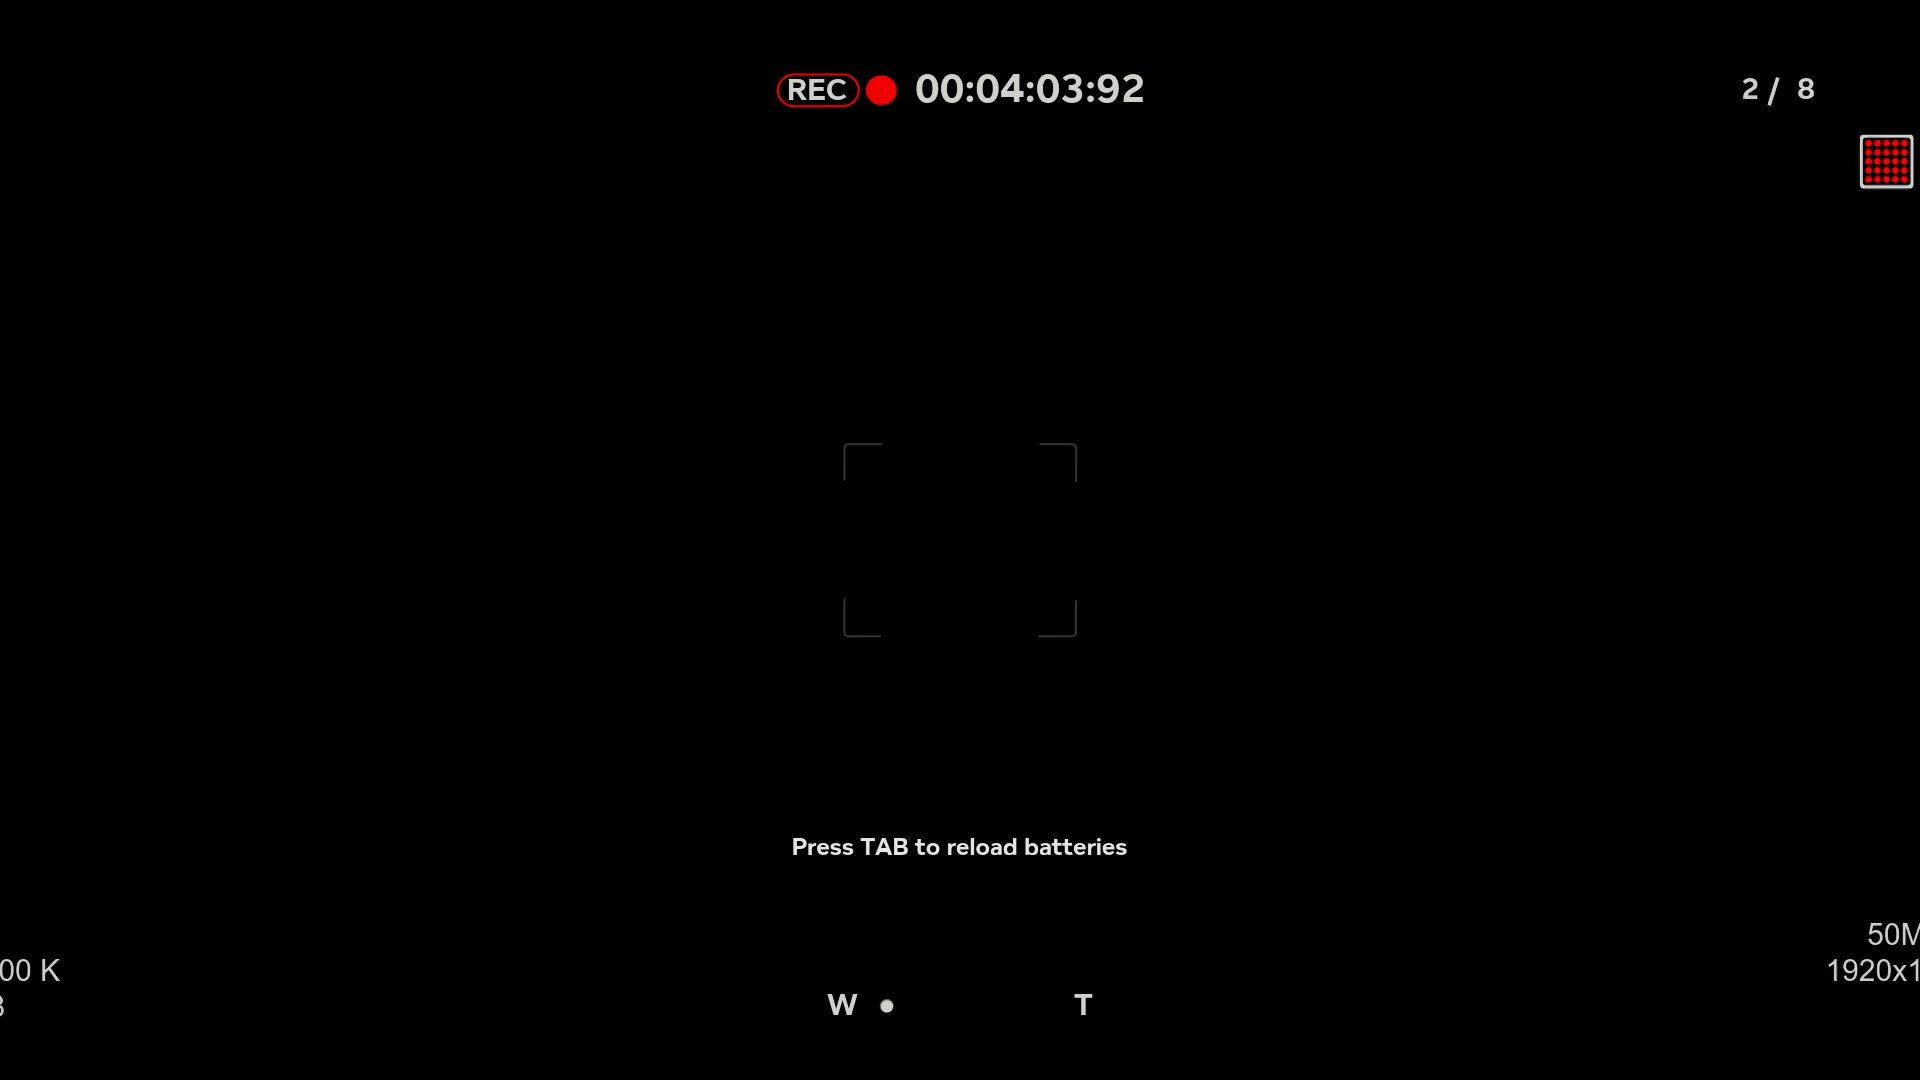 REC 00:04:03:92
2 / 8
Press TAB to reload batteries
50M
00 K
1920x1
W T